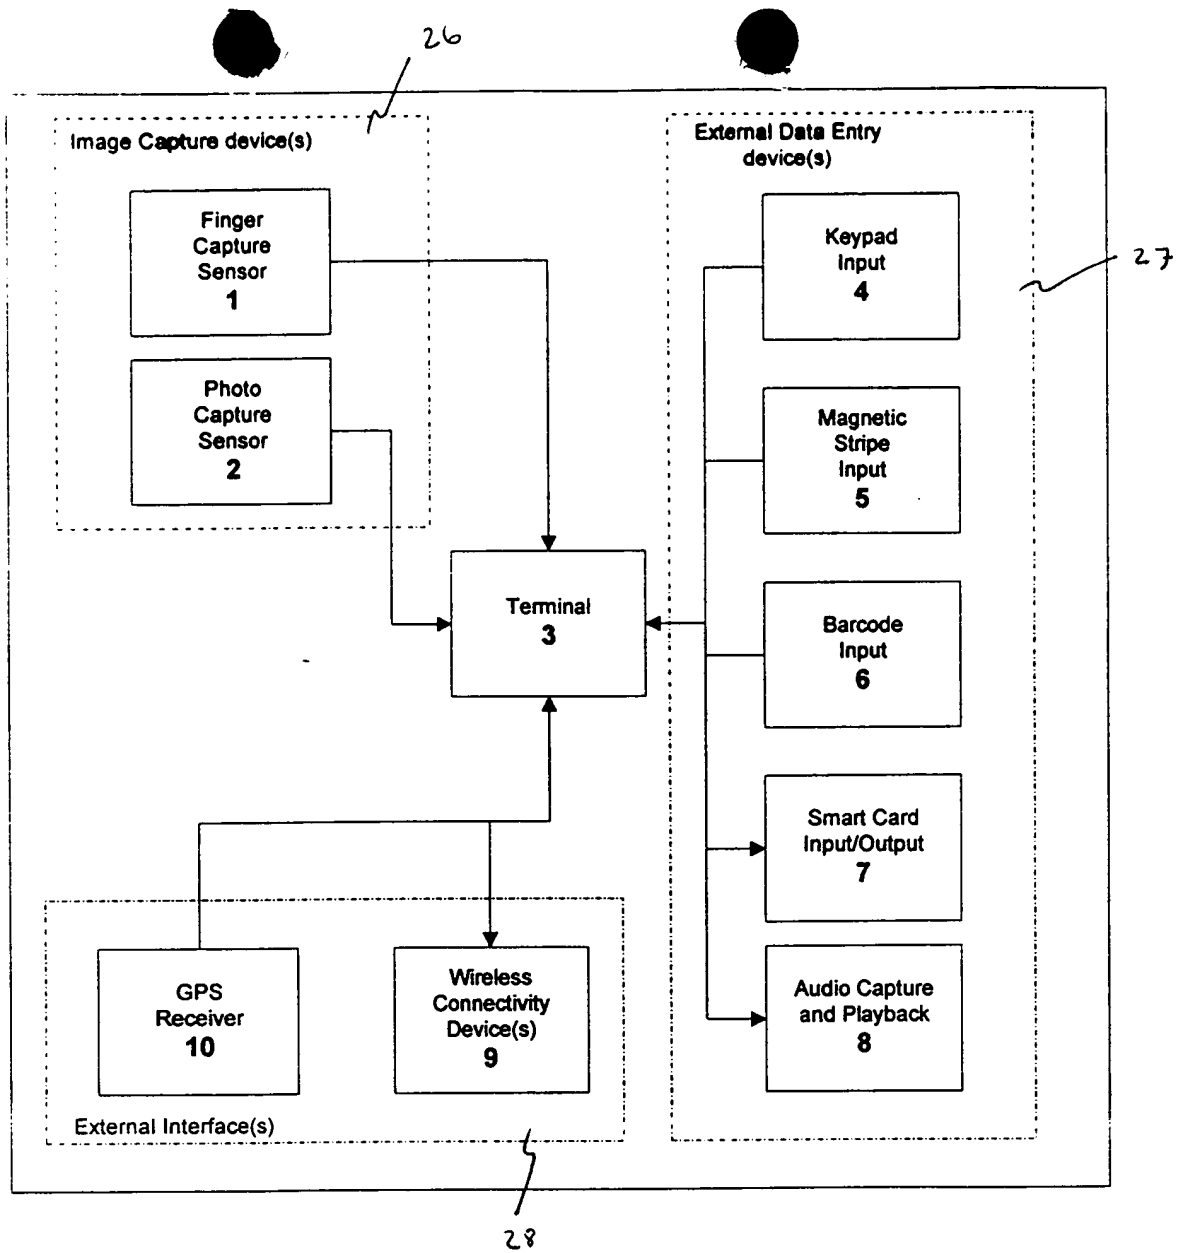 26
Image Capture device(s)
Finger
Capture
Sensor
1
Photo
Capture
Sensor
2
Terminal
3
External Data Entry
device(s)
Keypad
Input
4
27
Magnetic
Stripe
Input
5
Barcode
Input
6
Smart Card
Input/Output
7
Audio Capture
and Playback
8
GPS
Receiver
10
Wireless
Connectivity
Device(s)
9
External Interface(s)
28